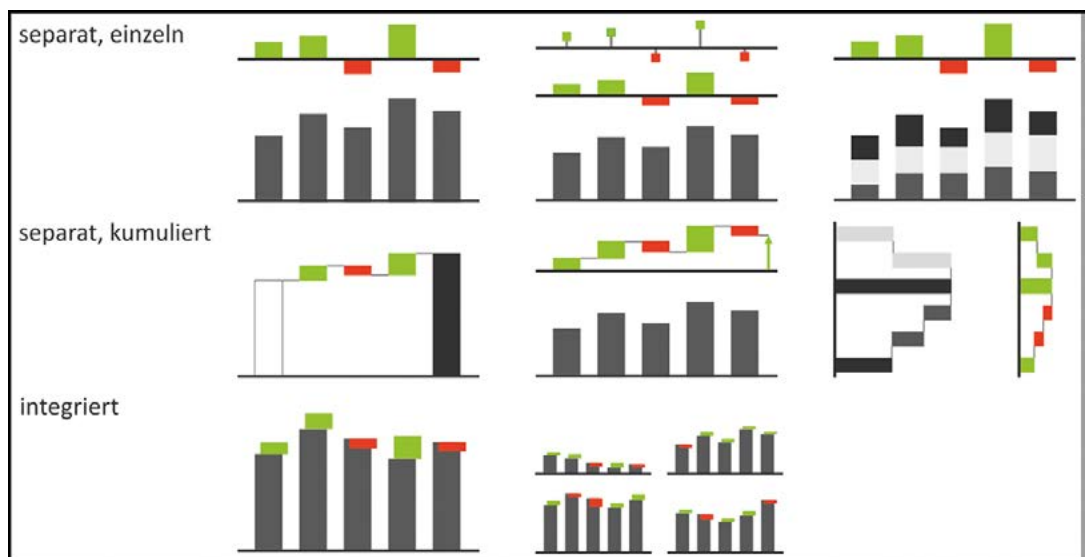 separat, einzeln
separat, kumuliert
integriert